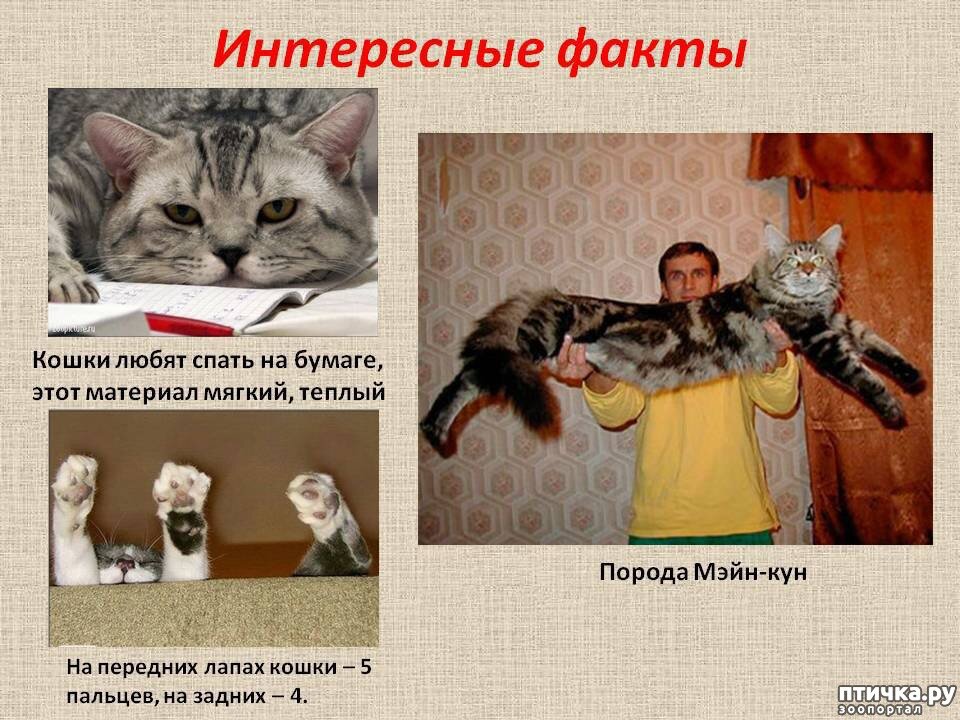 Интересные факты
Кошки любят спать на бумаге,
этот материал мягкий, теплый
На передних лапах кошки – 5
пальцев, на задних – 4.
Порода Мэйн-кун
птичка.ру
зоопортал